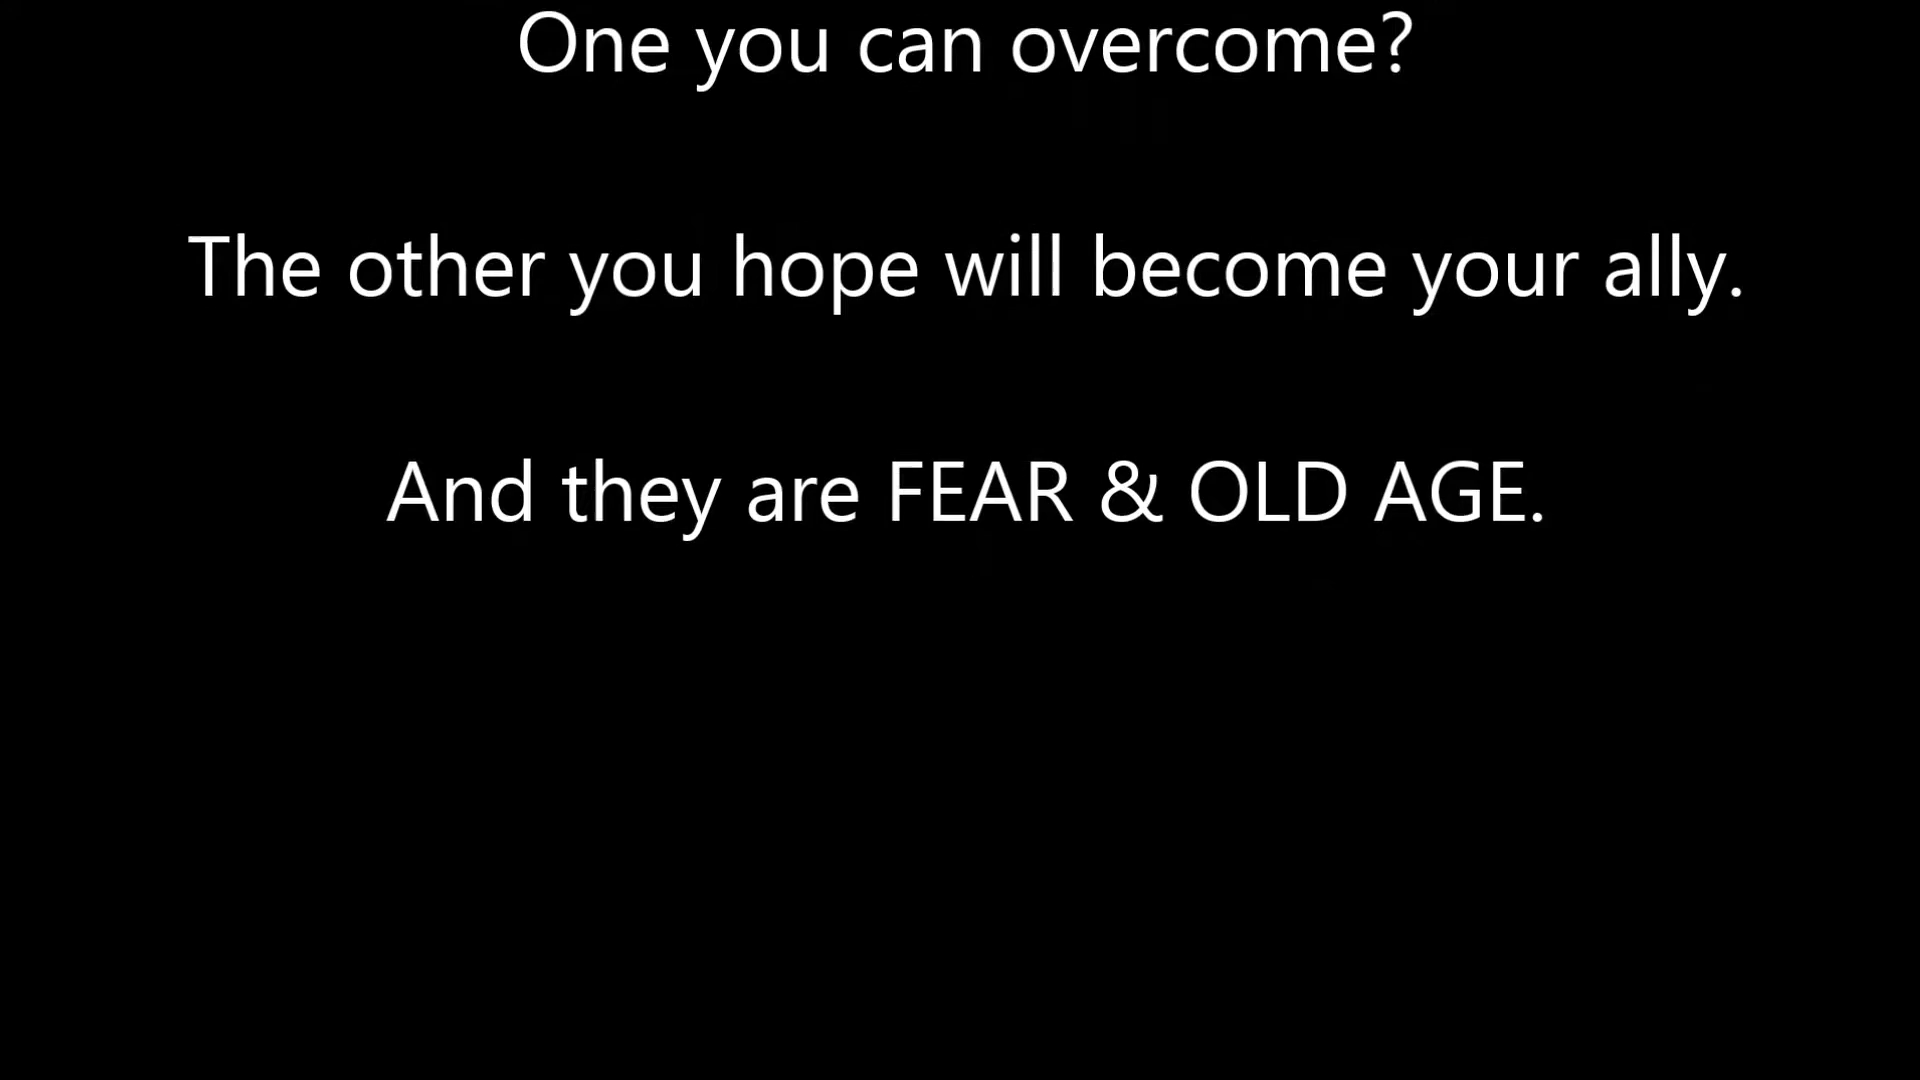 One you can overcome?
The other you hope will become your ally.
And they are FEAR & OLD AGE.